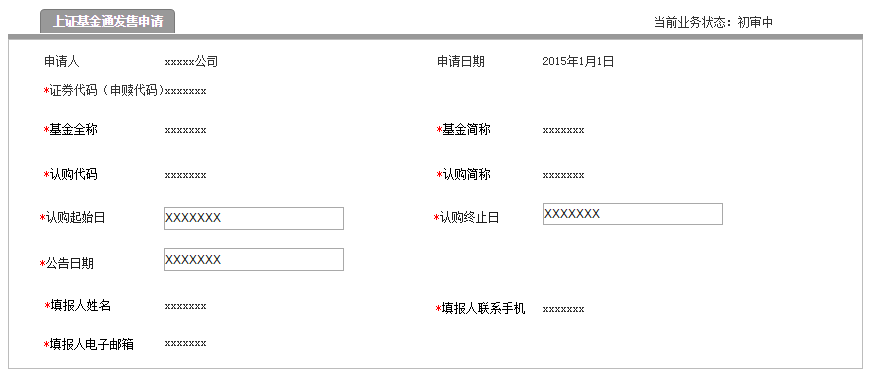 上证基金通发售申请 当前业务状态：初审中
申请人 xxxxx公司 申请日期 2015年1月1日
*证券代码（申赎代码）xxxxxxx
*基金全称 xxxxxxx *基金简称 xxxxxxx
*认购代码 xxxxxxx *认购简称 xxxxxxx
*认购起始日 XXXXXXX *认购终止日 XXXXXXX
*公告日期 XXXXXXX
*填报人姓名 xxxxxxx *填报人联系手机 xxxxxxx
*填报人电子邮箱 xxxxxxx